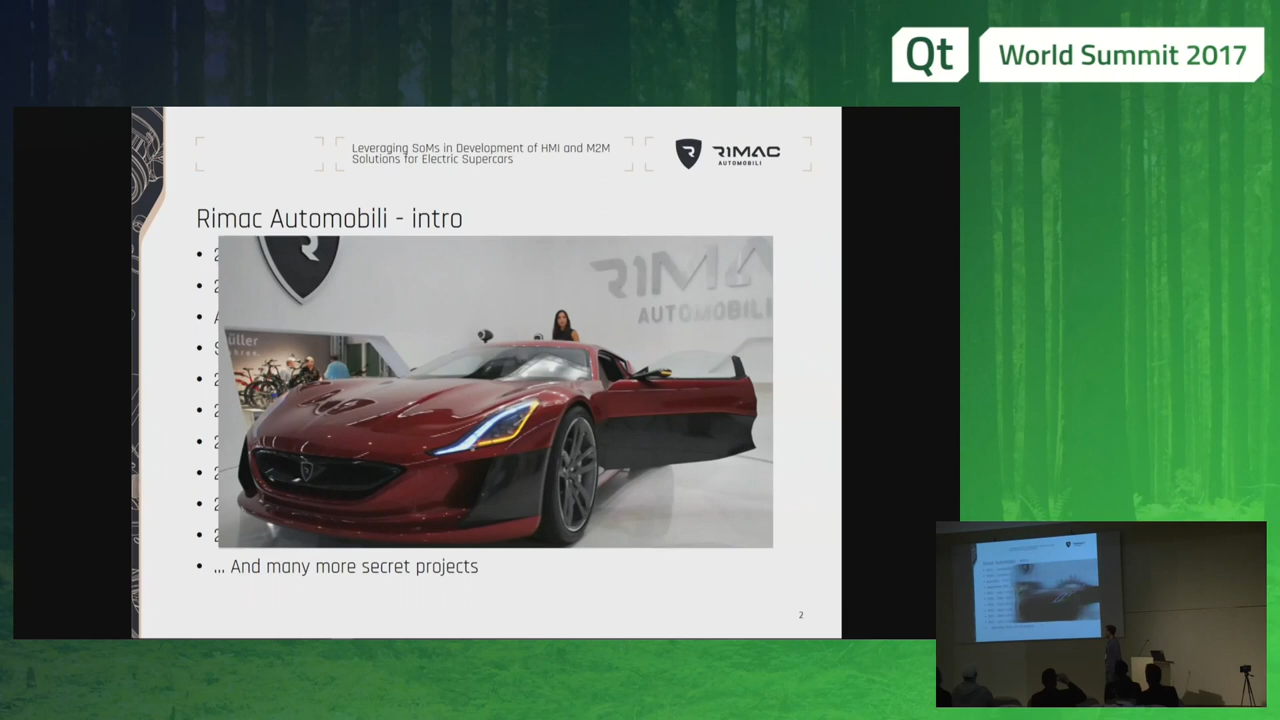 Qt World Summit 2017
Leveraging SoMs in Development of HMI and M2M
Solutions for Electric Supercars
RIMAC
AUTOMOBILI
Rimac Automobili - intro
RIMAC
AUTOMOBILI
... And many more secret projects
2